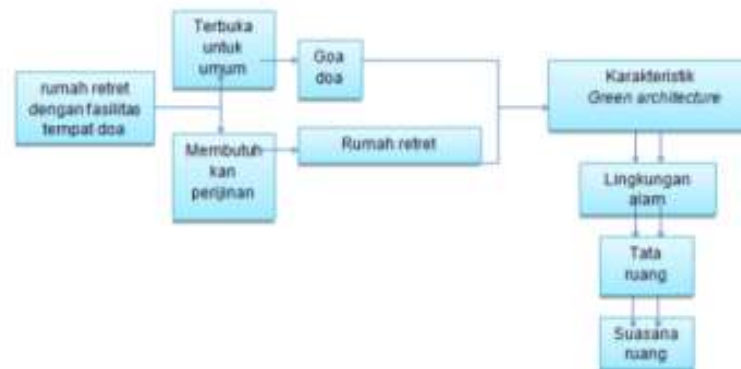 rumah retret
dengan fasilitas
tempat doa
Terbuka
untuk
umum
Membutuh
kan
perijinan
Goa
doa
Rumah retret
Karakteristik
Green architecture
Lingkungan
alam
Tata
ruang
Suasana
ruang